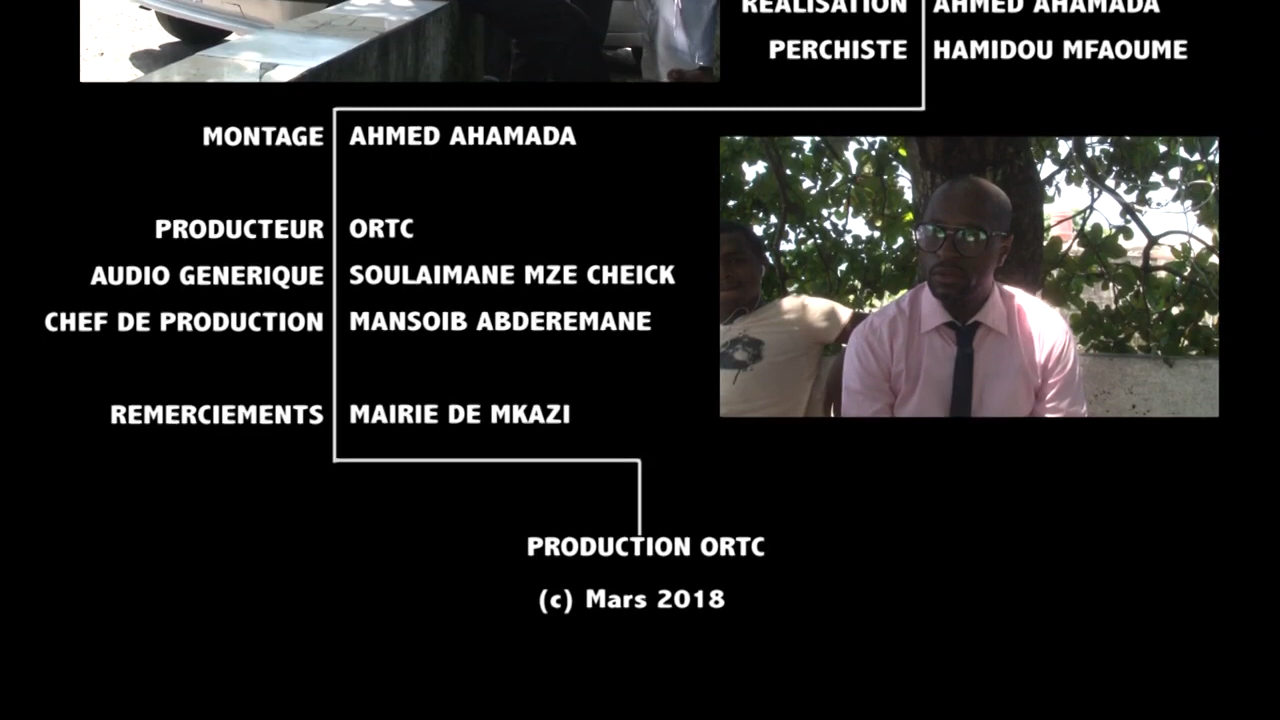 REALISATION AHMED AHAMADA
PERCHISTE HAMIDOU MFAOUME
MONTAGE AHMED AHAMADA
PRODUCTEUR ORTC
AUDIO GENERIQUE SOULAIMANE MZE CHEICK
CHEF DE PRODUCTION MANSOIB ABDEREMANE
REMERCIEMENTS MAIRIE DE MKAZI
PRODUCTION ORTC
(c) Mars 2018